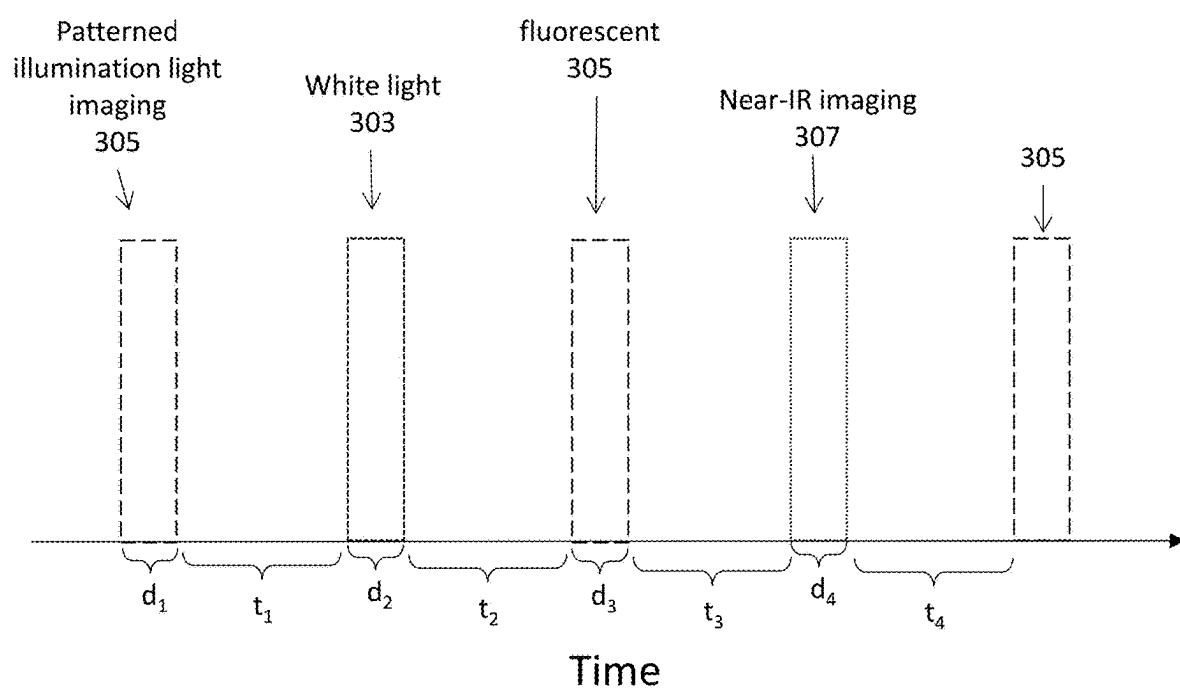 Patterned
illumination light
imaging
305
White light
303
fluorescent
305
Near-IR imaging
307
305
d₁
t₁
d₂
t₂
d₃
t₃
d₄
t₄
Time